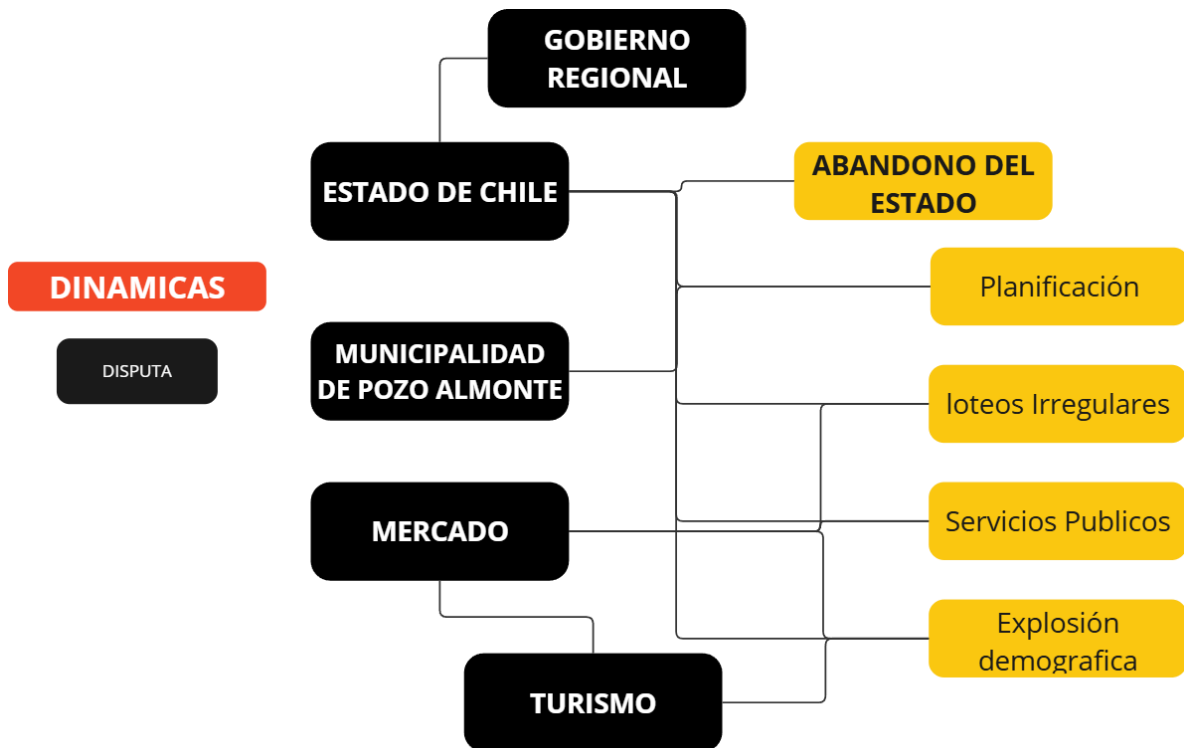 GOBIERNO
REGIONAL
ESTADO DE CHILE
ABANDONO DEL
ESTADO
DINAMICAS
Planificación
DISPUTA
MUNICIPALIDAD
DE POZO ALMONTE
loteos Irregulares
MERCADO
Servicios Publicos
Explosión
demografica
TURISMO